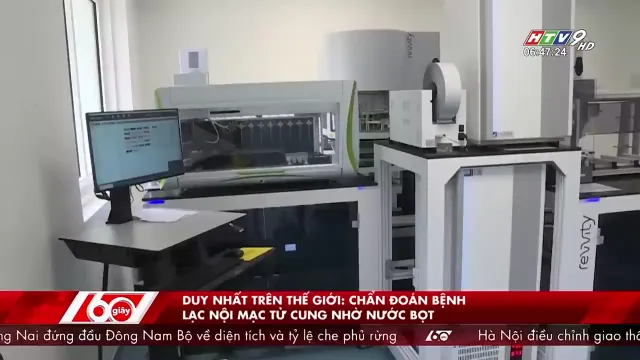 HTV9 HD
06:47:24
revvity
revvity
60 giây
DUY NHẤT TRÊN THẾ GIỚI: CHẨN ĐOÁN BỆNH
LẠC NỘI MẠC TỬ CUNG NHỜ NƯỚC BỌT
ng Nai đứng đầu Đông Nam Bộ về diện tích và tỷ lệ che phủ rừng 60 Hà Nội điều chỉnh giao thô